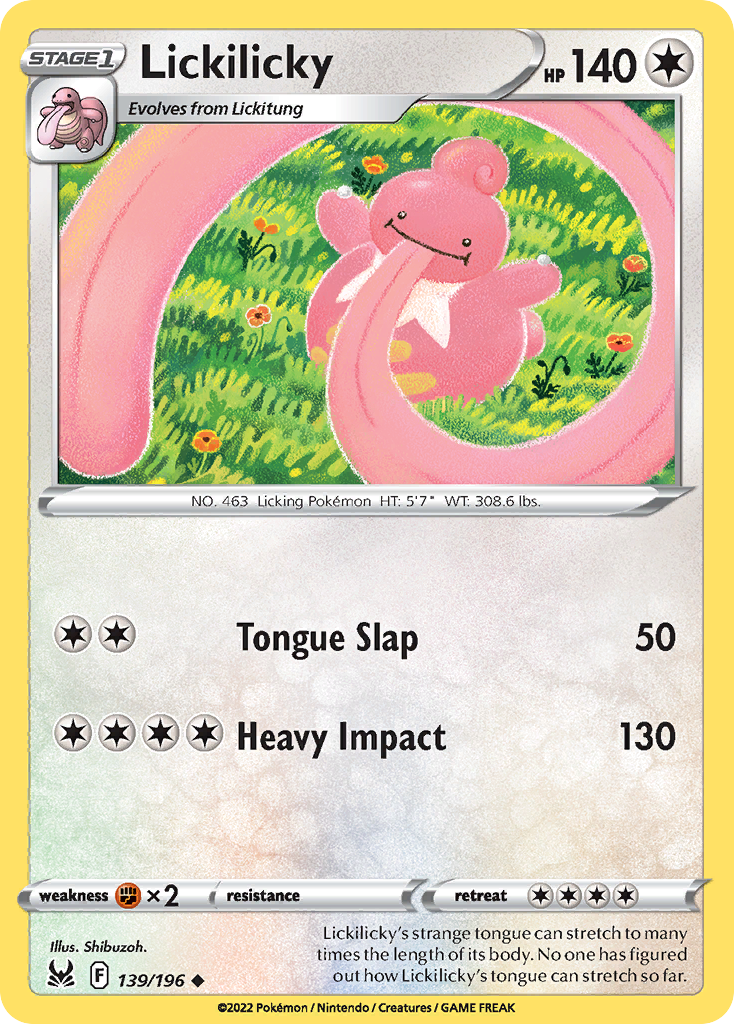 STAGE1
Lickilicky
HP 140
Evolves from Lickitung
NO. 463 Licking Pokémon HT: 5'7" WT: 308.6 lbs.
Tongue Slap 50
Heavy Impact 130
weakness ×2 resistance retreat
Lickilicky's strange tongue can stretch to many
times the length of its body. No one has figured
out how Lickilicky's tongue can stretch so far.
Illus. Shibuzoh.
F 139/196
©2022 Pokémon / Nintendo / Creatures / GAME FREAK